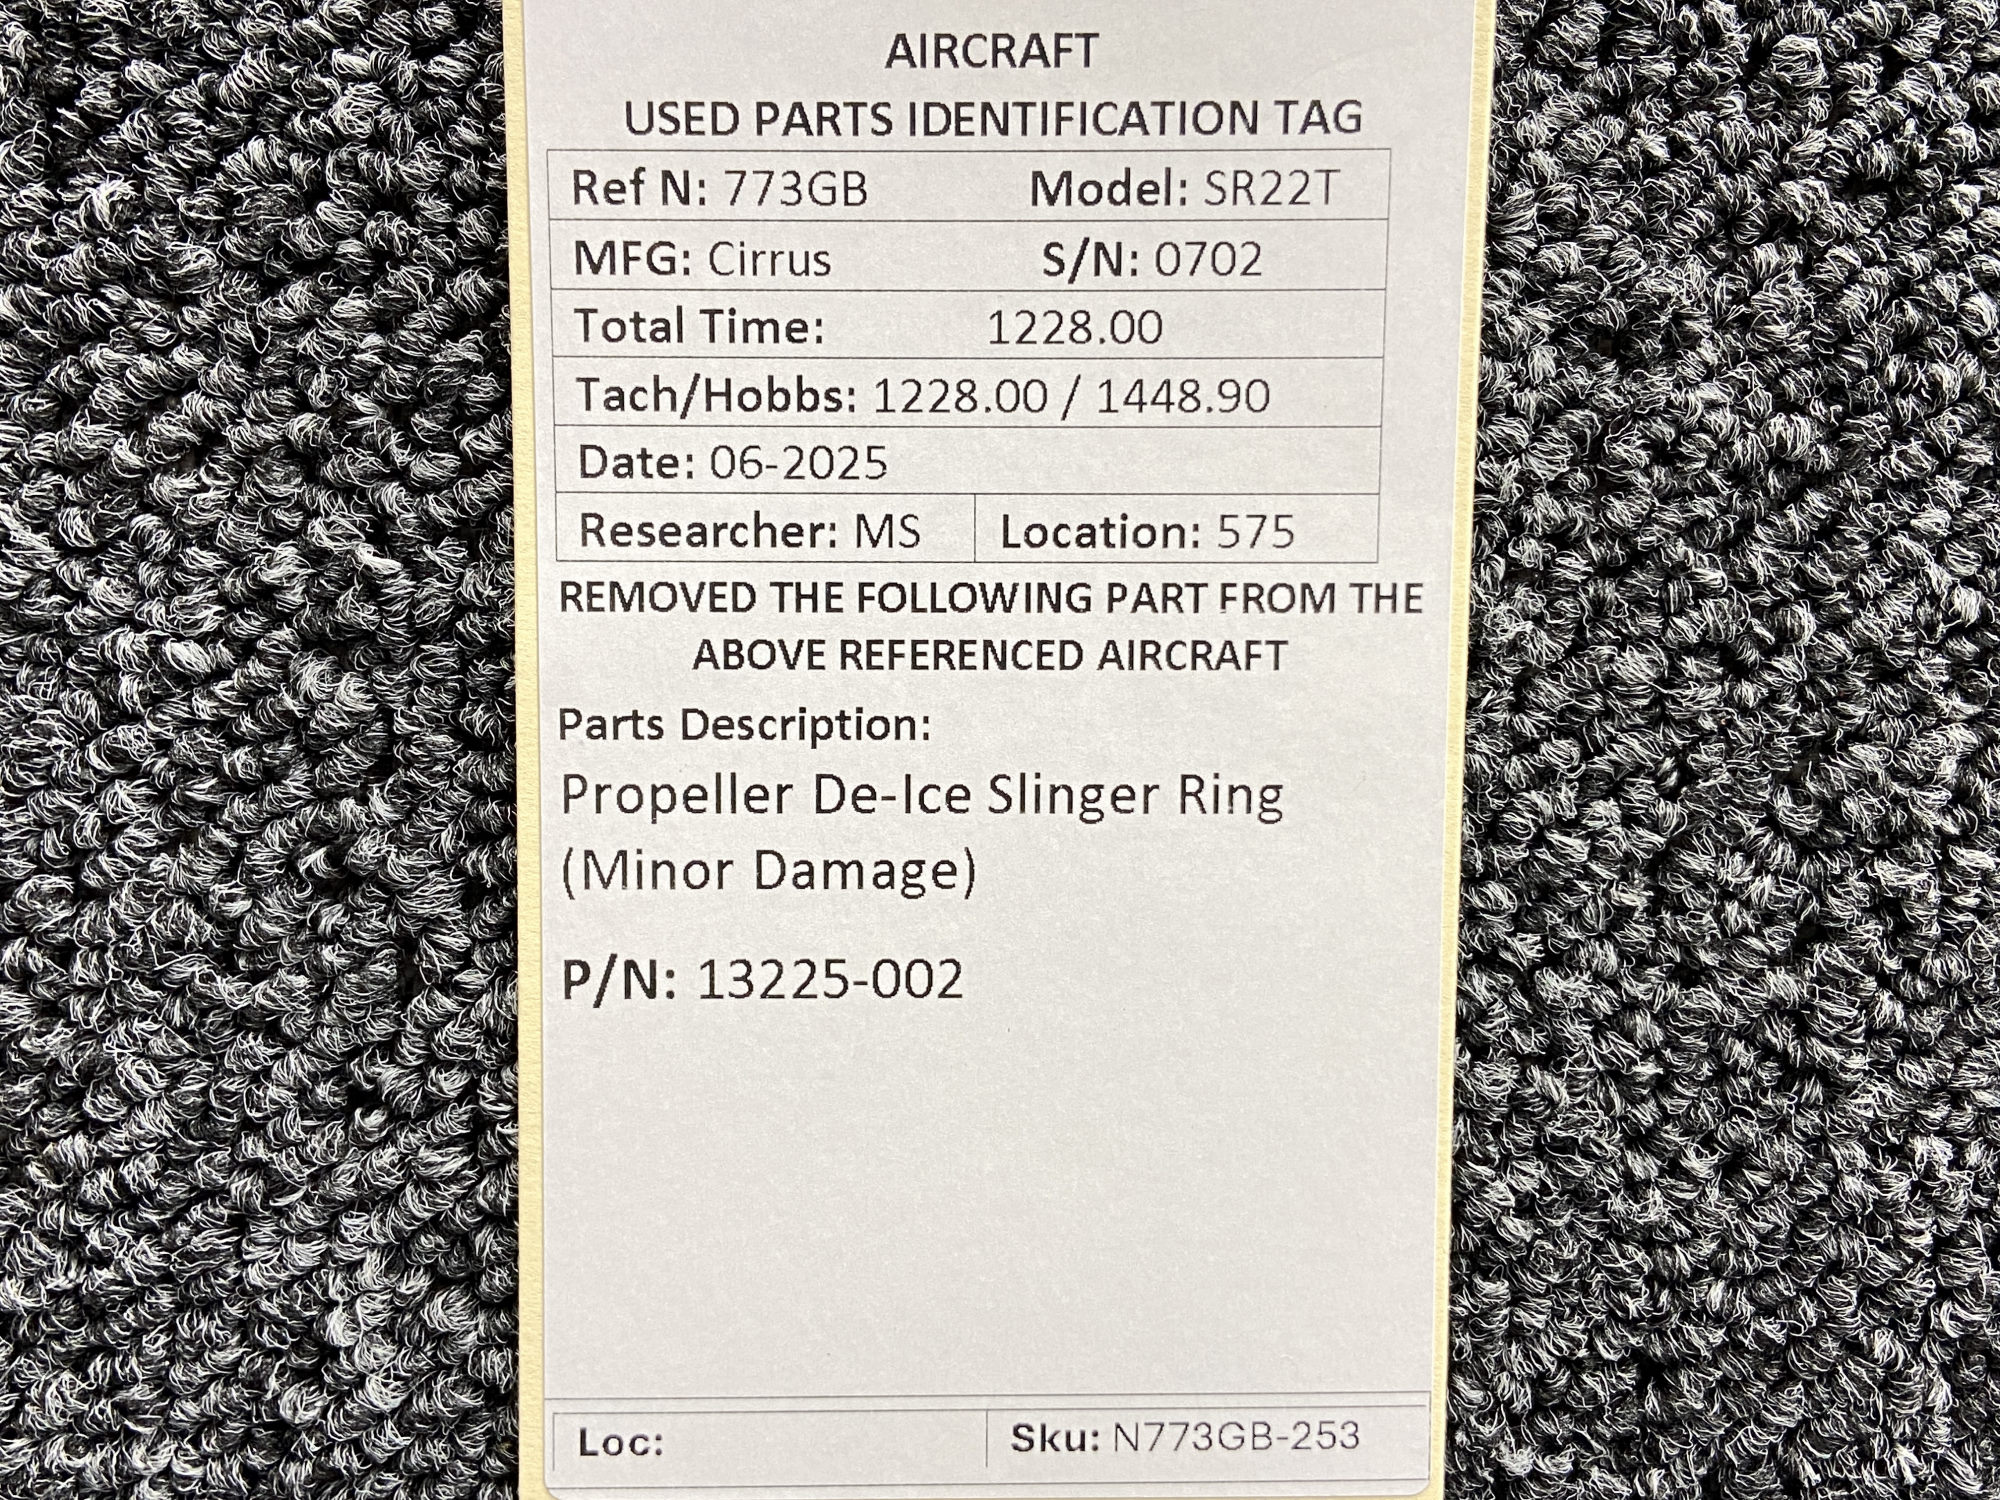 AIRCRAFT
USED PARTS IDENTIFICATION TAG
Ref N: 773GB Model: SR22T
MFG: Cirrus S/N: 0702
Total Time: 1228.00
Tach/Hobbs: 1228.00 / 1448.90
Date: 06-2025
Researcher: MS Location: 575
REMOVED THE FOLLOWING PART FROM THE
ABOVE REFERENCED AIRCRAFT
Parts Description:
Propeller De-Ice Slinger Ring
(Minor Damage)
P/N: 13225-002
Loc: Sku: N773GB-253